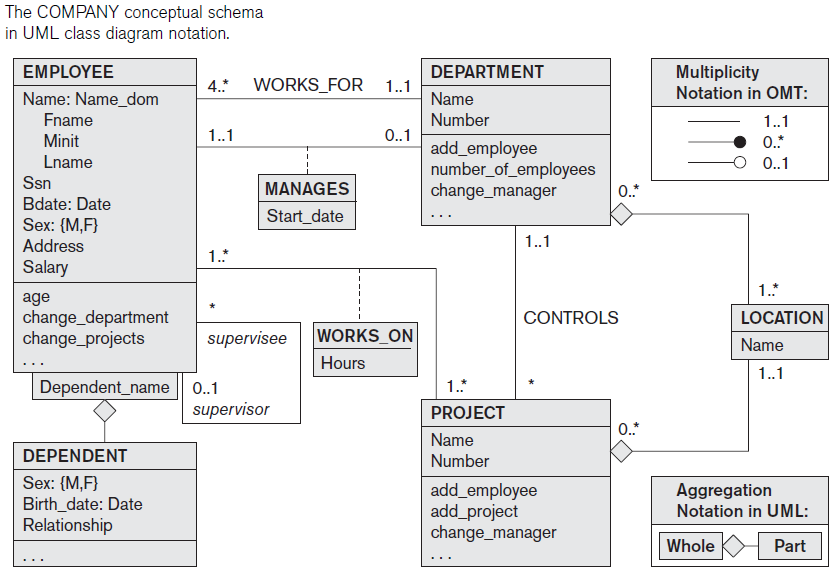 The COMPANY conceptual schema
in UML class diagram notation.
EMPLOYEE
Name: Name_dom
Fname
Minit
Lname
Ssn
Bdate: Date
Sex: {M,F}
Address
Salary
age
change_department
change_projects
. . .
Dependent_name
DEPENDENT
Sex: {M,F}
Birth_date: Date
Relationship
. . .
4..*
WORKS_FOR
1..1
1..1
0..1
MANAGES
Start_date
1..*
*
supervisee
0..1
supervisor
WORKS_ON
Hours
1..*
DEPARTMENT
Name
Number
add_employee
number_of_employees
change_manager
. . .
0..*
1..1
CONTROLS
*
PROJECT
Name
Number
add_employee
add_project
change_manager
. . .
0..*
Multiplicity
Notation in OMT:
1..1
0..*
0..1
1..*
LOCATION
Name
1..1
Aggregation
Notation in UML:
Whole
Part